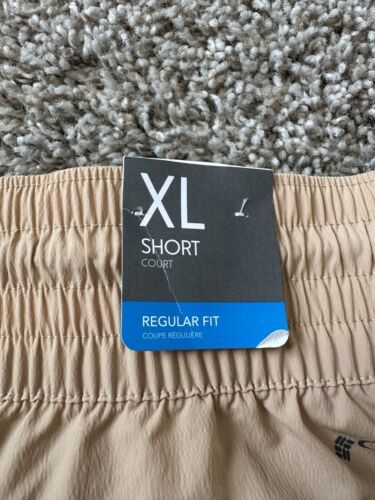 XL
SHORT
COURT
REGULAR FIT
COUPE RÉGULIÈRE